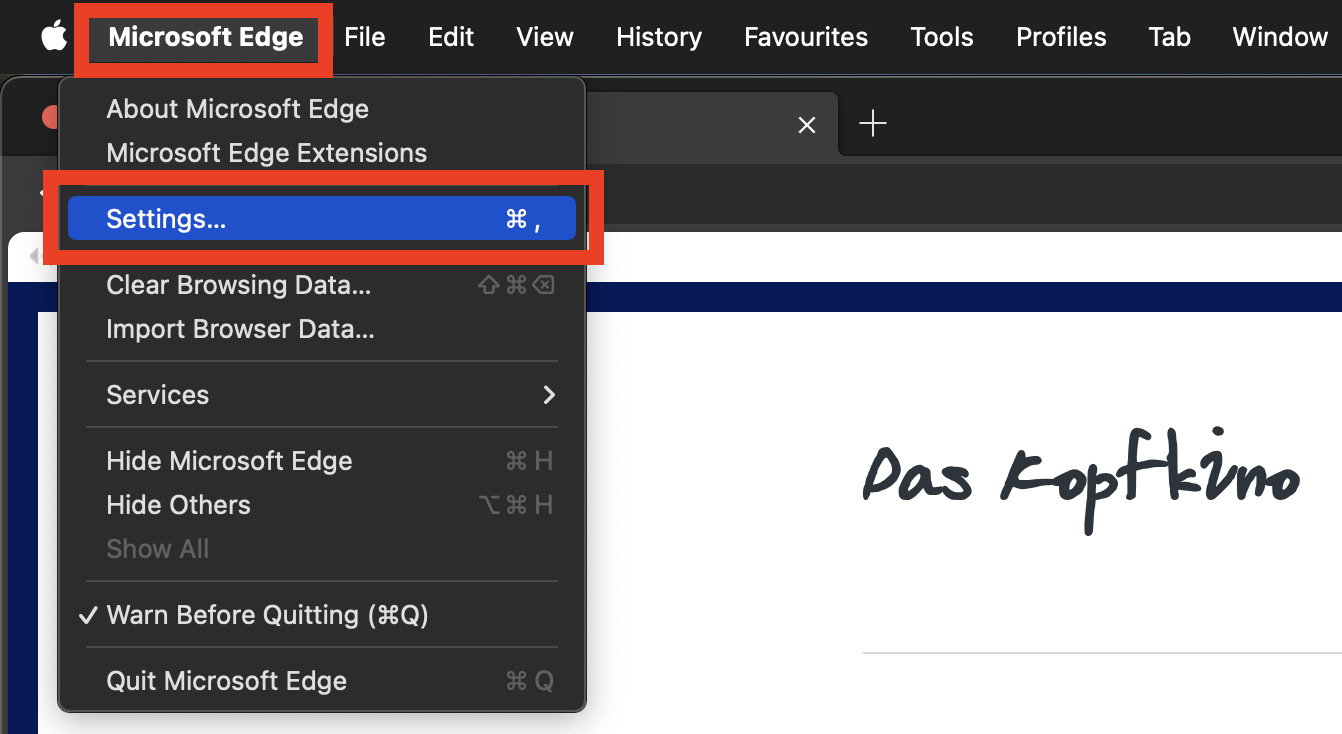 Microsoft Edge File Edit View History Favourites Tools Profiles Tab Window
About Microsoft Edge
Microsoft Edge Extensions
Settings... ⌘ ,
Clear Browsing Data... ⇧ ⌘ ⌫
Import Browser Data...
Services
Hide Microsoft Edge ⌘ H
Hide Others ⌥ ⌘ H
Show All
✓ Warn Before Quitting (⌘Q)
Quit Microsoft Edge ⌘ Q
Das Kopfkino